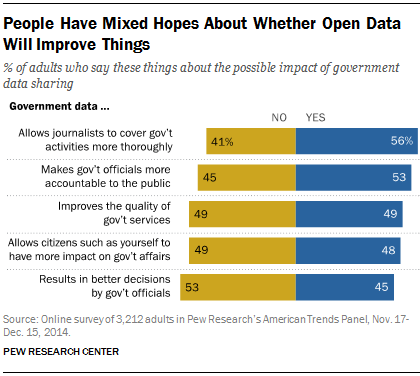 People Have Mixed Hopes About Whether Open Data
Will Improve Things
% of adults who say these things about the possible impact of government
data sharing
Government data ...
NO YES
Allows journalists to cover gov't
activities more thoroughly
41% 56%
Makes gov't officials more
accountable to the public
45 53
Improves the quality of
gov't services
49 49
Allows citizens such as yourself to
have more impact on gov't affairs
49 48
Results in better decisions
by gov't officials
53 45
Source: Online survey of 3,212 adults in Pew Research's American Trends Panel, Nov. 17-
Dec. 15, 2014.
PEW RESEARCH CENTER